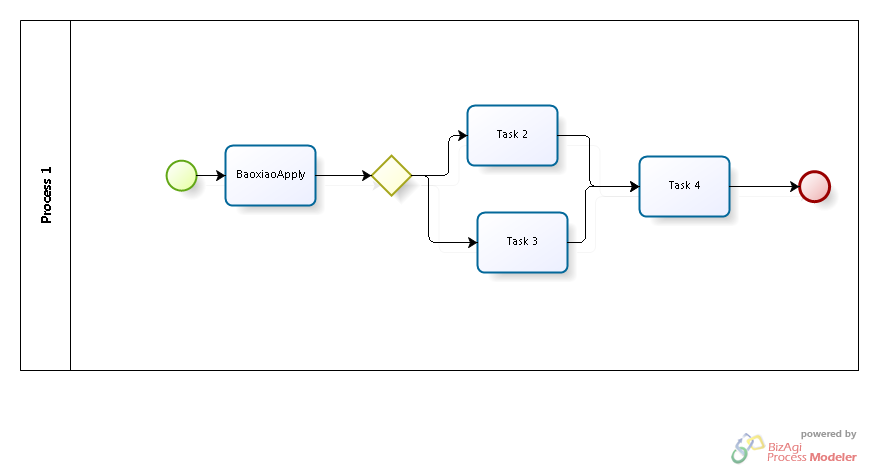 Process 1
BaoxiaoApply
Task 2
Task 3
Task 4
powered by
BizAgi
Process Modeler